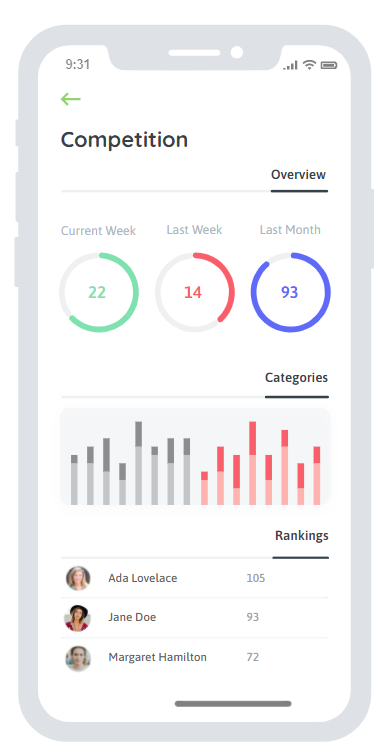 9:31
Competition
Overview
Current Week Last Week Last Month
22 14 93
Categories
Rankings
Ada Lovelace 105
Jane Doe 93
Margaret Hamilton 72